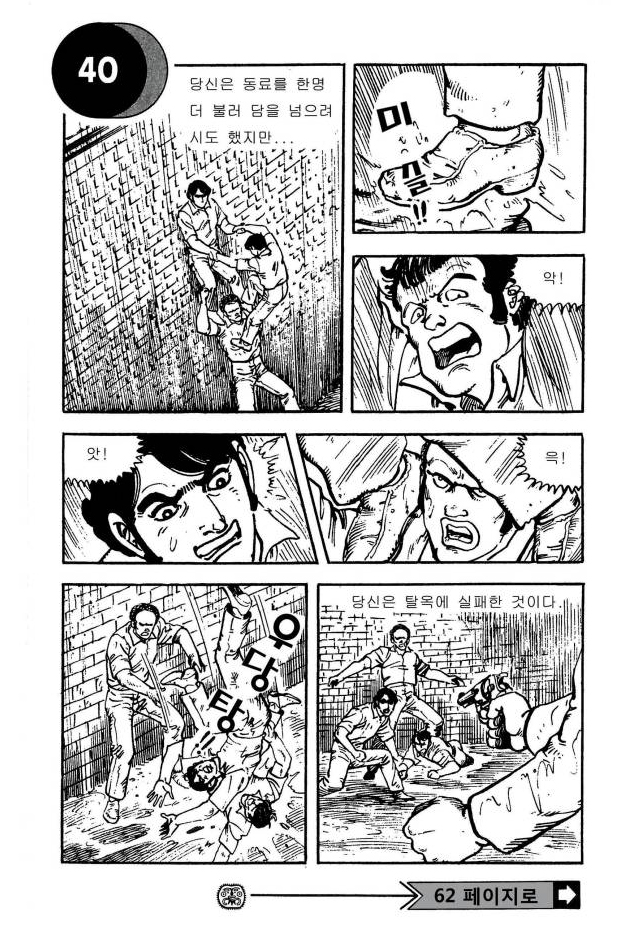 40
당신은 동료를 한명
더 불러 담을 넘으려
시도 했지만...
미
끌!!
악!
앗!
윽!
우
당
탕!!
당신은 탈옥에 실패한 것이다.
62 페이지로